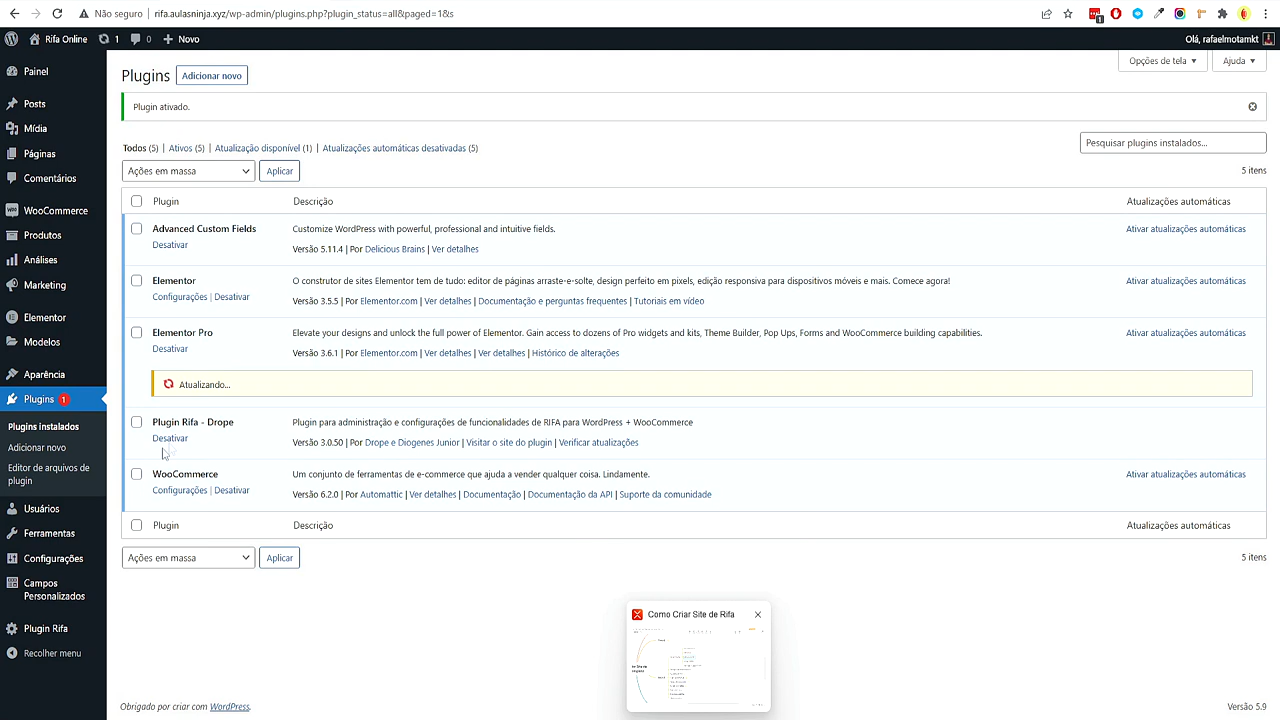 Não seguro | rifa.aulasninja.xyz/wp-admin/plugins.php?plugin_status=all&paged=1&s
1
Rifa Online 1 0 Novo
Olá, rafaelmotamkt
Painel
Posts
Mídia
Páginas
Comentários
WooCommerce
Produtos
Análises
Marketing
Elementor
Modelos
Aparência
Plugins 1
Plugins instalados
Adicionar novo
Editor de arquivos de
plugin
Usuários
Ferramentas
Configurações
Campos
Personalizados
Plugin Rifa
Recolher menu
Opções de tela Ajuda
Plugins Adicionar novo
Plugin ativado.
Todos (5) | Ativos (5) | Atualização disponível (1) | Atualizações automáticas desativadas (5)
Pesquisar plugins instalados...
Ações em massa Aplicar
5 itens
Plugin Descrição Atualizações automáticas
Advanced Custom Fields Customize WordPress with powerful, professional and intuitive fields. Ativar atualizações automáticas
Desativar
Versão 5.11.4 | Por Delicious Brains | Ver detalhes
Elementor O construtor de sites Elementor tem de tudo: editor de páginas arraste-e-solte, design perfeito em pixels, edição responsiva para dispositivos móveis e mais. Comece agora! Ativar atualizações automáticas
Configurações | Desativar
Versão 3.5.5 | Por Elementor.com | Ver detalhes | Documentação e perguntas frequentes | Tutoriais em vídeo
Elementor Pro Elevate your designs and unlock the full power of Elementor. Gain access to dozens of Pro widgets and kits, Theme Builder, Pop Ups, Forms and WooCommerce building capabilities. Ativar atualizações automáticas
Desativar
Versão 3.6.1 | Por Elementor.com | Ver detalhes | Ver detalhes | Histórico de alterações
Atualizando...
Plugin Rifa - Drope Plugin para administração e configurações de funcionalidades de RIFA para WordPress + WooCommerce
Desativar
Versão 3.0.50 | Por Drope e Diogenes Junior | Visitar o site do plugin | Verificar atualizações
WooCommerce Um conjunto de ferramentas de e-commerce que ajuda a vender qualquer coisa. Lindamente. Ativar atualizações automáticas
Configurações | Desativar
Versão 6.2.0 | Por Automattic | Ver detalhes | Documentação | Documentação da API | Suporte da comunidade
Plugin Descrição Atualizações automáticas
Ações em massa Aplicar
5 itens
Como Criar Site de Rifa
Obrigado por criar com WordPress.
Versão 5.9